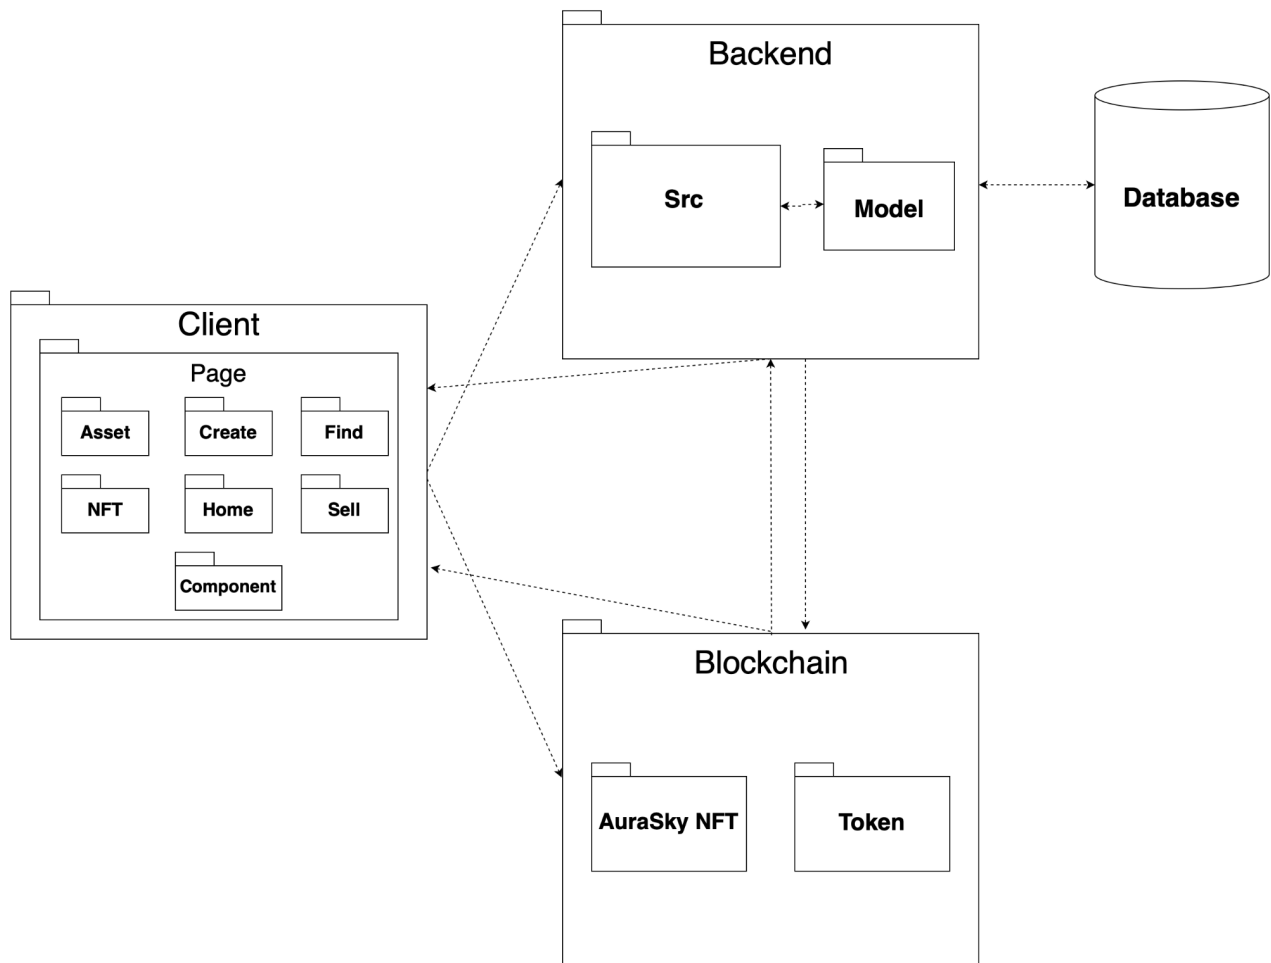 Backend
Src
Model
Database
Client
Page
Asset
Create
Find
NFT
Home
Sell
Component
Blockchain
AuraSky NFT
Token